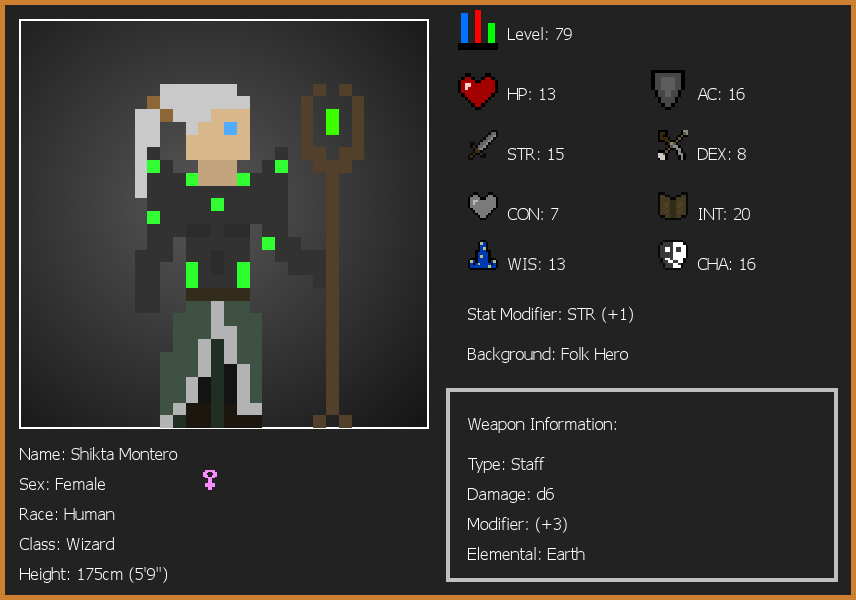 Level: 79
HP: 13
AC: 16
STR: 15
DEX: 8
CON: 7
INT: 20
WIS: 13
CHA: 16
Stat Modifier: STR (+1)
Background: Folk Hero
Weapon Information:
Type: Staff
Damage: d6
Modifier: (+3)
Elemental: Earth
Name: Shikta Montero
Sex: Female
Race: Human
Class: Wizard
Height: 175cm (5'9")